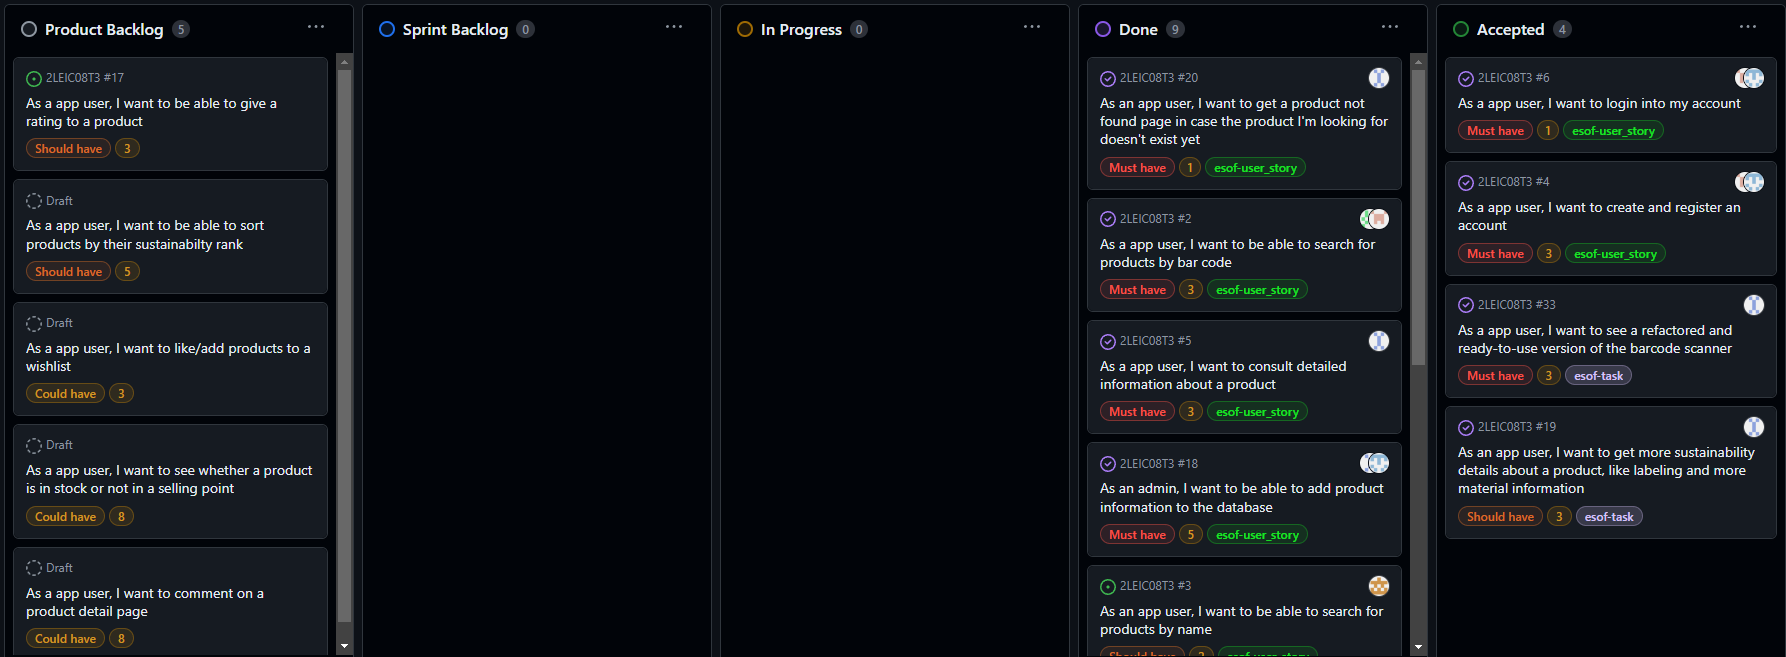 Product Backlog 5
2LEIC08T3 #17
As a app user, I want to be able to give a
rating to a product
Should have 3
Draft
As a app user, I want to be able to sort
products by their sustainabilty rank
Should have 5
Draft
As a app user, I want to like/add products to a
wishlist
Could have 3
Draft
As a app user, I want to see whether a product
is in stock or not in a selling point
Could have 8
Draft
As a app user, I want to comment on a
product detail page
Could have 8
Sprint Backlog 0
In Progress 0
Done 9
2LEIC08T3 #20
As an app user, I want to get a product not
found page in case the product I'm looking for
doesn't exist yet
Must have 1 esof-user_story
2LEIC08T3 #2
As a app user, I want to be able to search for
products by bar code
Must have 3 esof-user_story
2LEIC08T3 #5
As a app user, I want to consult detailed
information about a product
Must have 3 esof-user_story
2LEIC08T3 #18
As an admin, I want to be able to add product
information to the database
Must have 5 esof-user_story
2LEIC08T3 #3
As an app user, I want to be able to search for
products by name
Should have esof-user_story
Accepted 4
2LEIC08T3 #6
As a app user, I want to login into my account
Must have 1 esof-user_story
2LEIC08T3 #4
As a app user, I want to create and register an
account
Must have 3 esof-user_story
2LEIC08T3 #33
As a app user, I want to see a refactored and
ready-to-use version of the barcode scanner
Must have 3 esof-task
2LEIC08T3 #19
As an app user, I want to get more sustainability
details about a product, like labeling and more
material information
Should have 3 esof-task